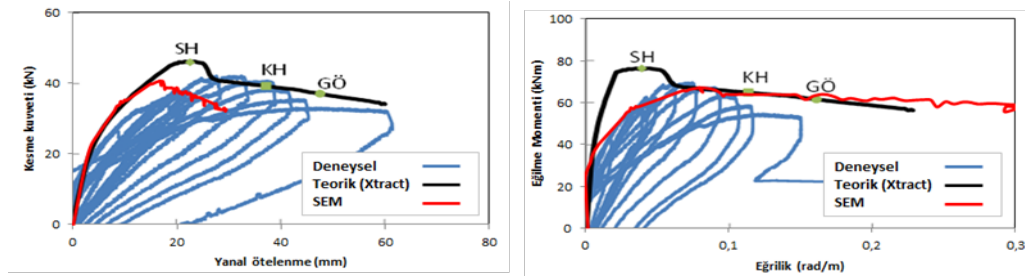 Kesme kuvveti (kN)
60
40
20
0
SH
KH
GÖ
Deneysel
Teorik (Xtract)
SEM
0 20 40 60 80
Yanal ötelenme (mm)
Eğilme Momenti (kNm)
100
80
60
40
20
0
SH
KH
GÖ
Deneysel
Teorik (Xtract)
SEM
0 0,1 0,2 0,3
Eğrilik (rad/m)